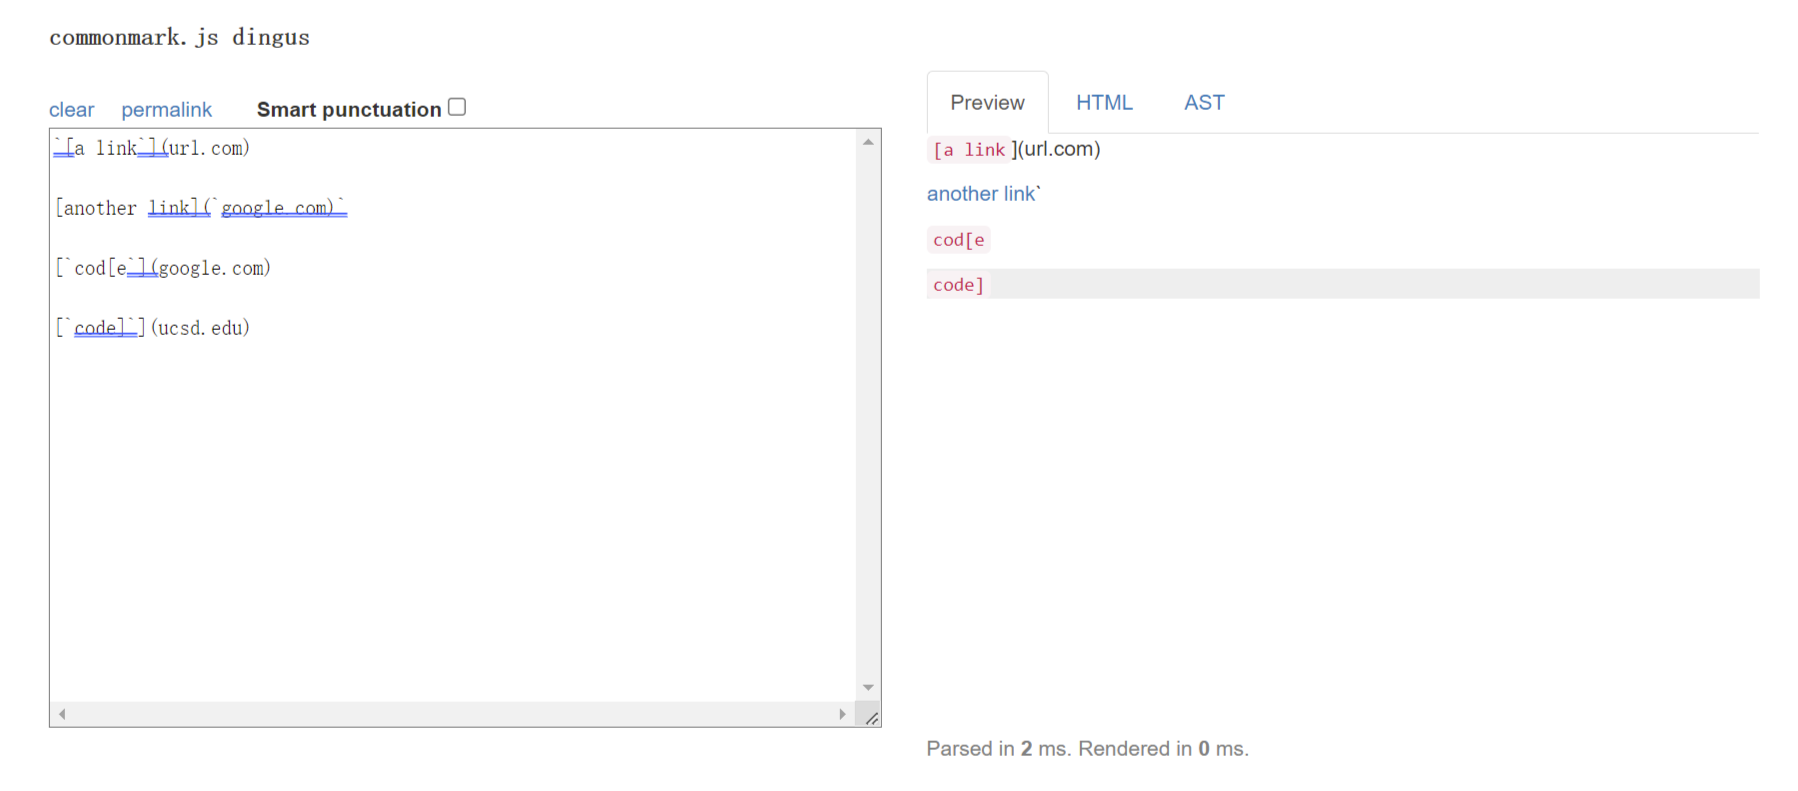 commonmark.js dingus
clear permalink Smart punctuation
`[a link`](url.com)
[another link](`google.com)`
[`cod[e`](google.com)
[`code]`](ucsd.edu)
Preview HTML AST
[a link](url.com)
another link`
cod[e
code]
Parsed in 2 ms. Rendered in 0 ms.